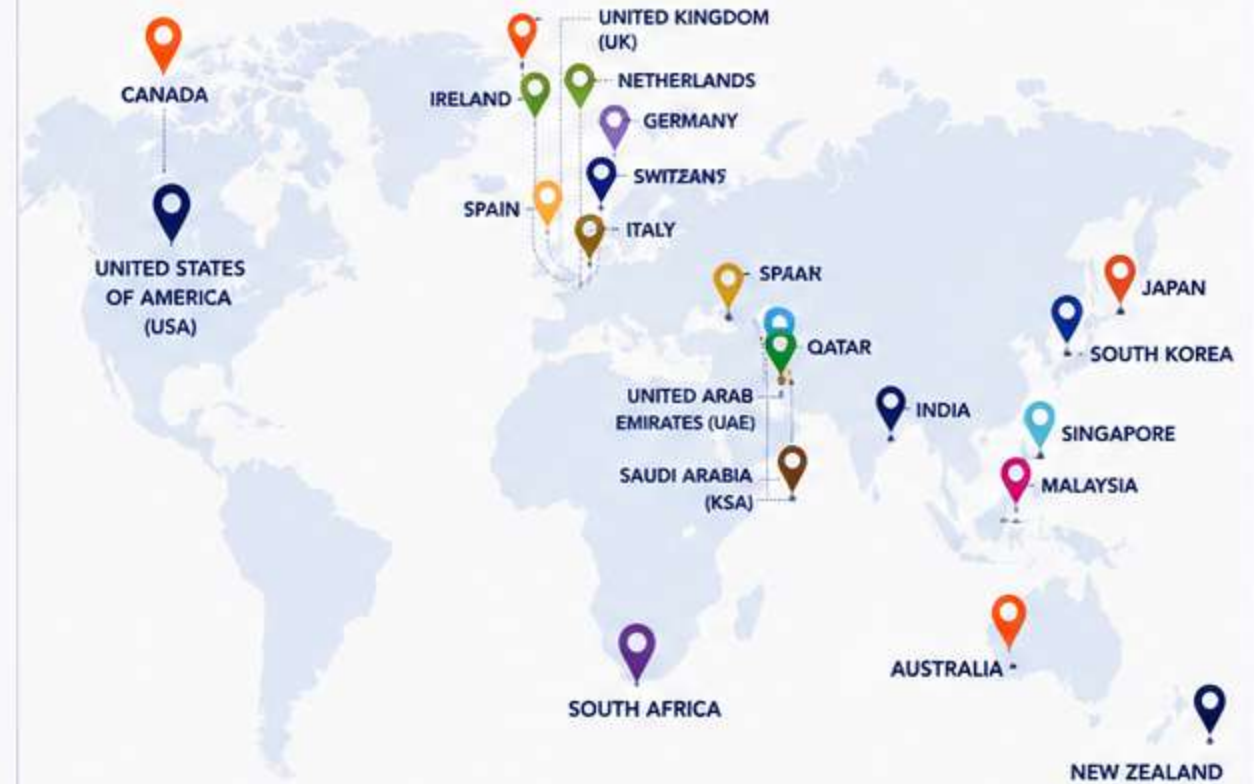 UNITED KINGDOM
(UK)
CANADA
NETHERLANDS
IRELAND
GERMANY
SWITZANS
SPAIN
ITALY
UNITED STATES
OF AMERICA
(USA)
SPAAR
JAPAN
QATAR
SOUTH KOREA
UNITED ARAB
EMIRATES (UAE)
INDIA
SINGAPORE
SAUDI ARABIA
(KSA)
MALAYSIA
AUSTRALIA
SOUTH AFRICA
NEW ZEALAND